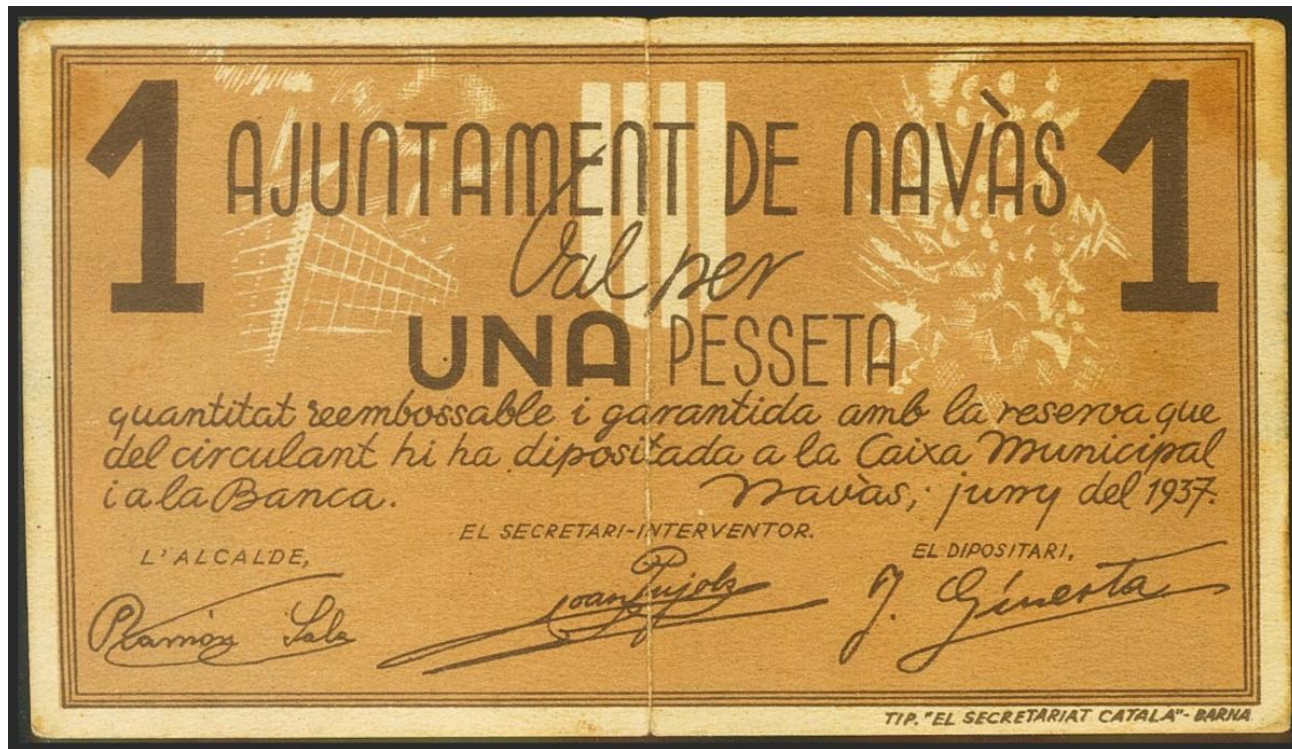 1 AJUNTAMENT DE NAVÀS 1
Val per
UNA PESSETA
quantitat reembossable i garantida amb la reserva que
del circulant hi ha dipositada a la Caixa Municipal
i a la Banca. Navàs, juny del 1937.
EL SECRETARI-INTERVENTOR.
L'ALCALDE, EL DIPOSITARI,
Ramón Sala Joan Pujols J. Ginesta
TIP. "EL SECRETARIAT CATALA"-BARNA